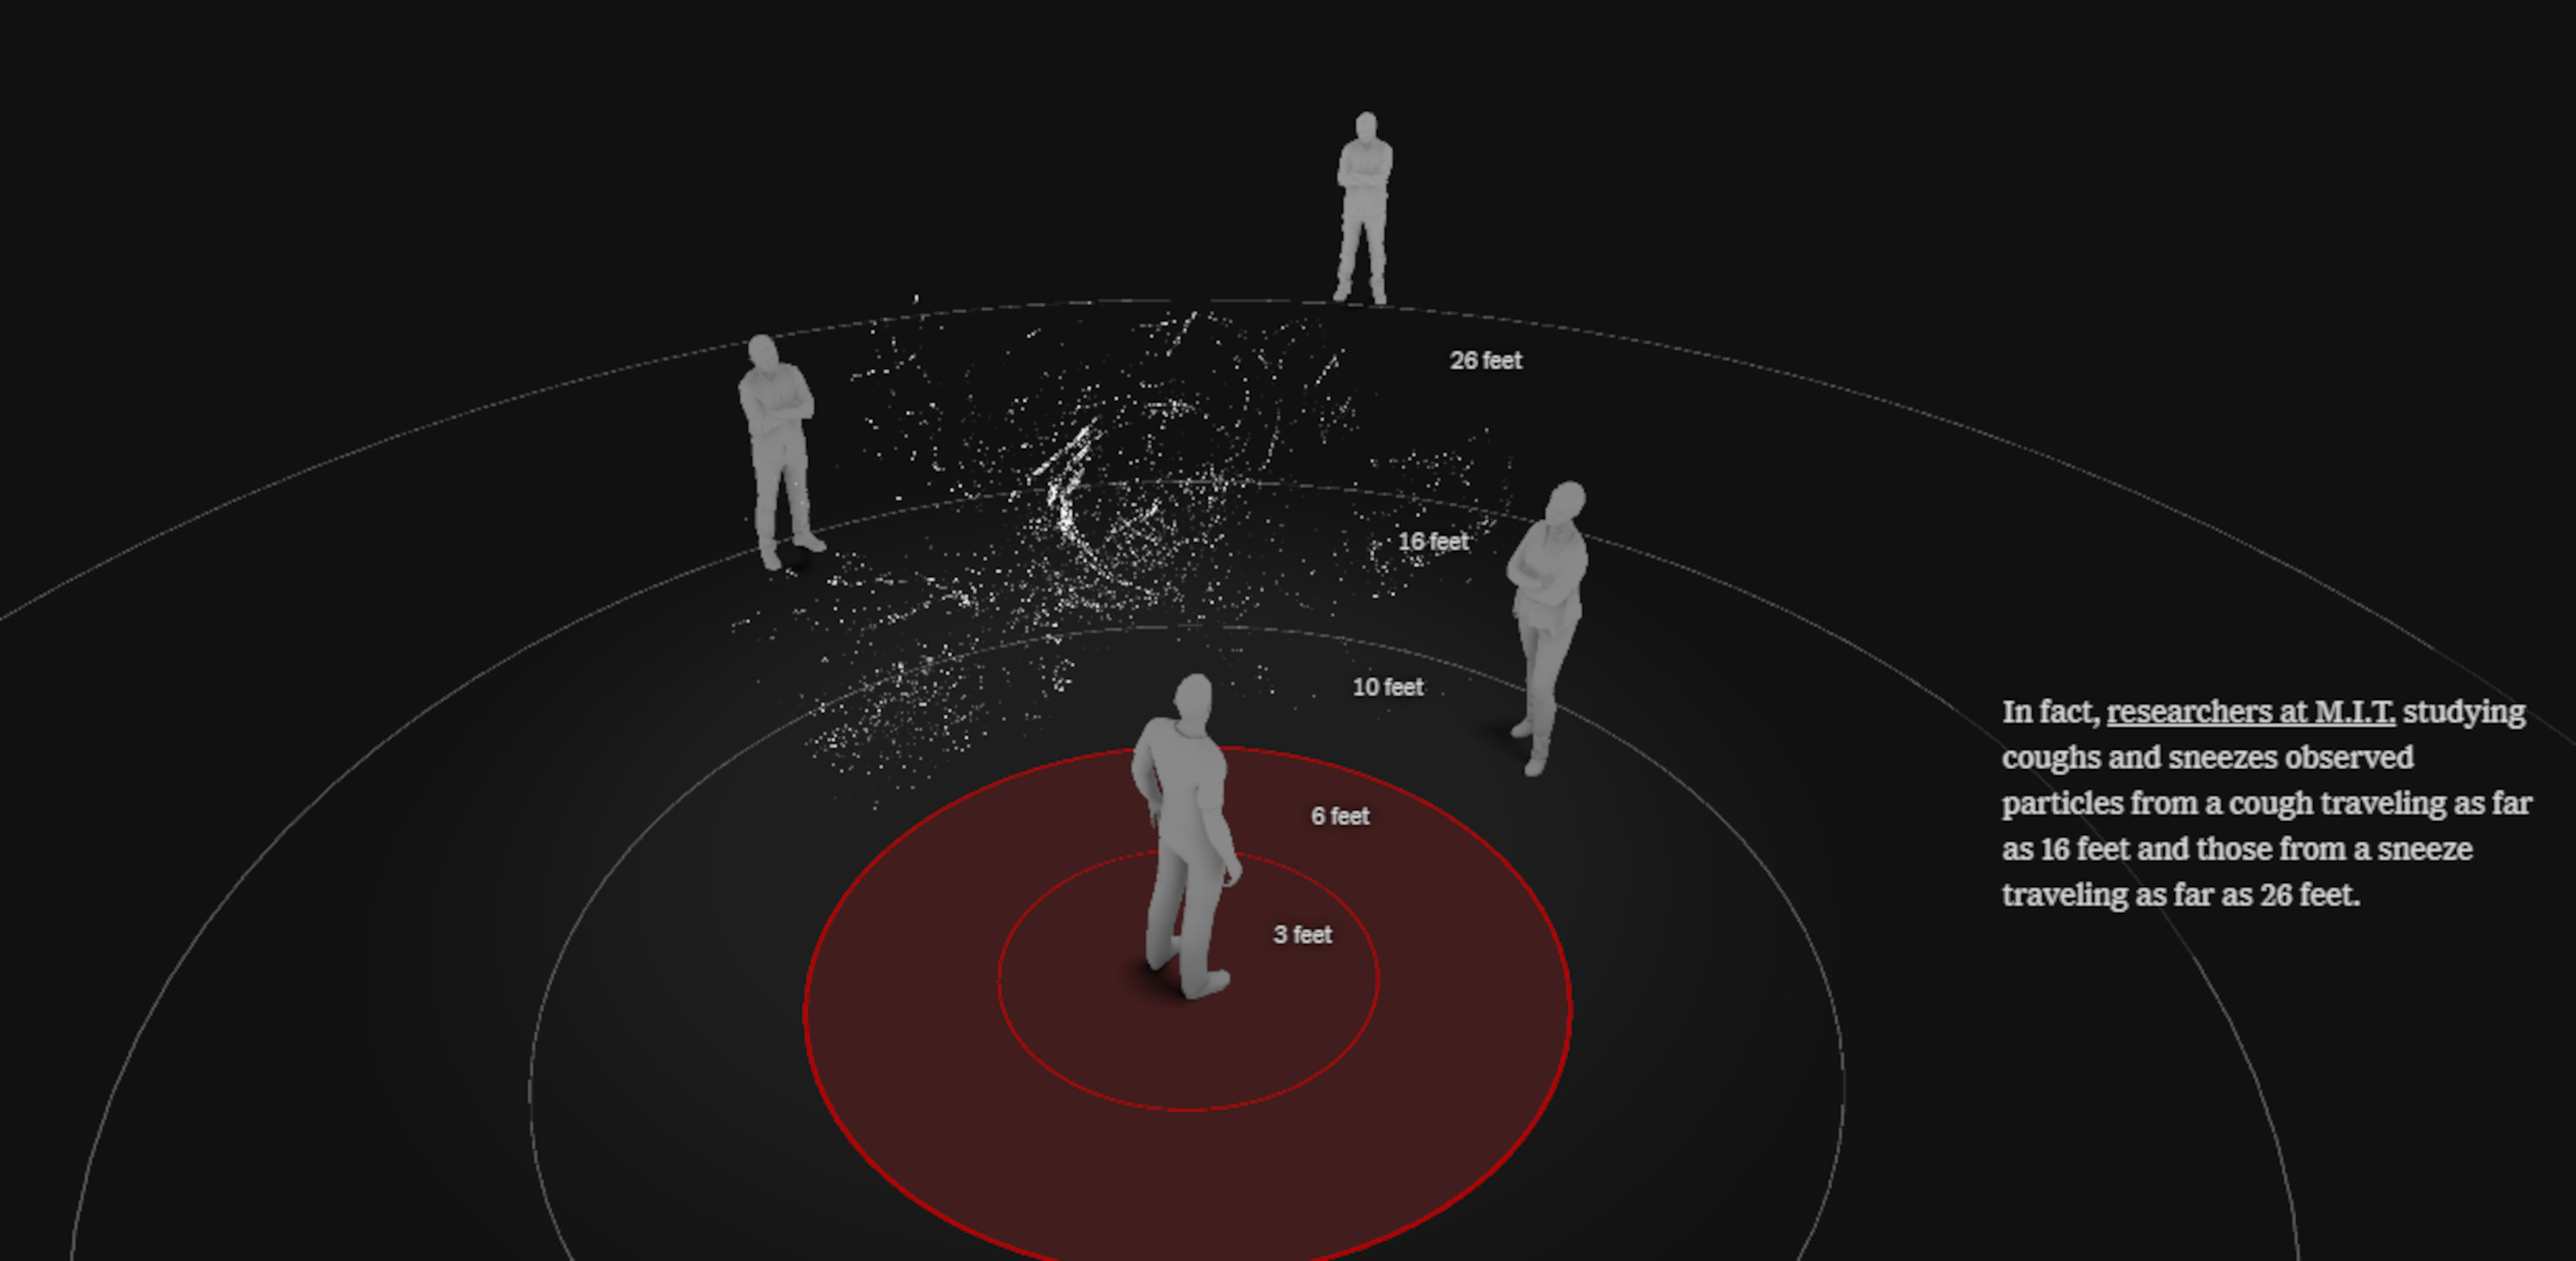 26 feet
16 feet
10 feet
6 feet
3 feet
In fact, researchers at M.I.T. studying
coughs and sneezes observed
particles from a cough traveling as far
as 16 feet and those from a sneeze
traveling as far as 26 feet.